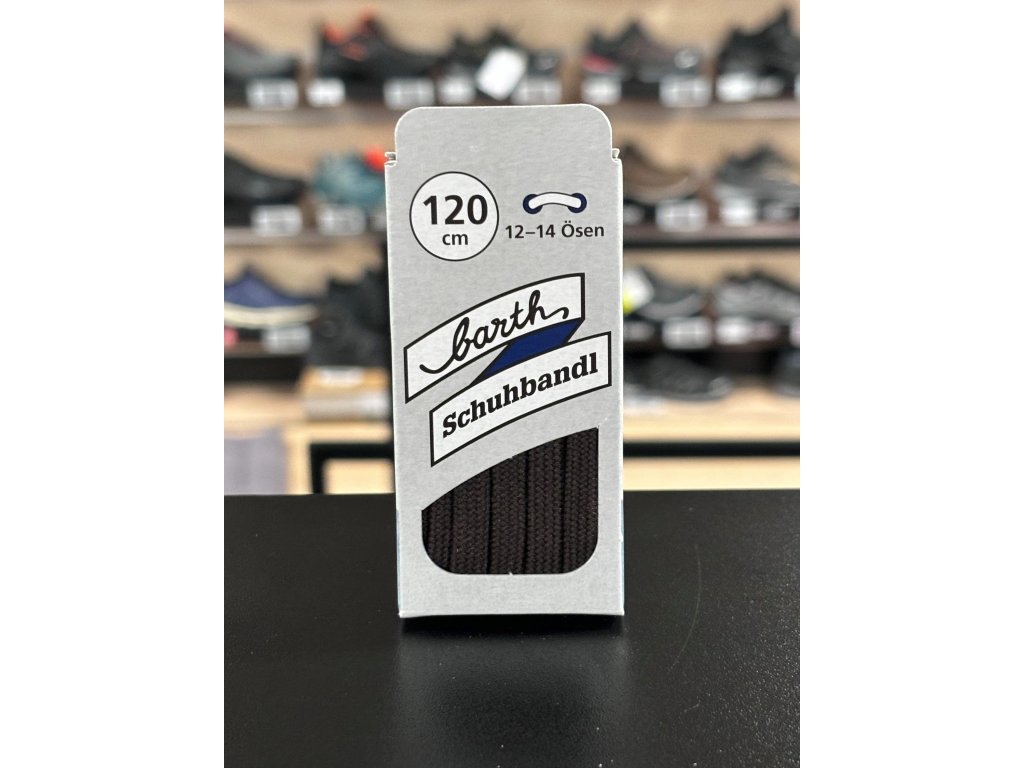 120
cm
12–14 Ösen
barth
Schuhbandl